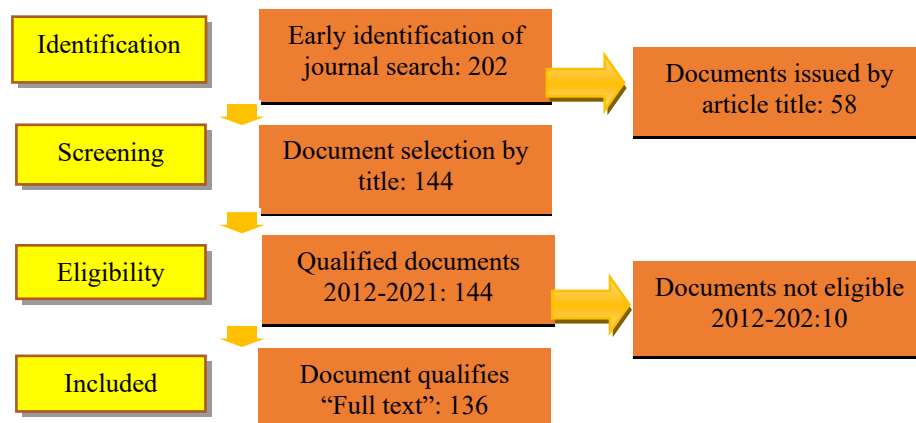 Identification
Early identification of
journal search: 202
Documents issued by
article title: 58
Screening
Document selection by
title: 144
Eligibility
Qualified documents
2012-2021: 144
Documents not eligible
2012-202:10
Included
Document qualifies
“Full text”: 136